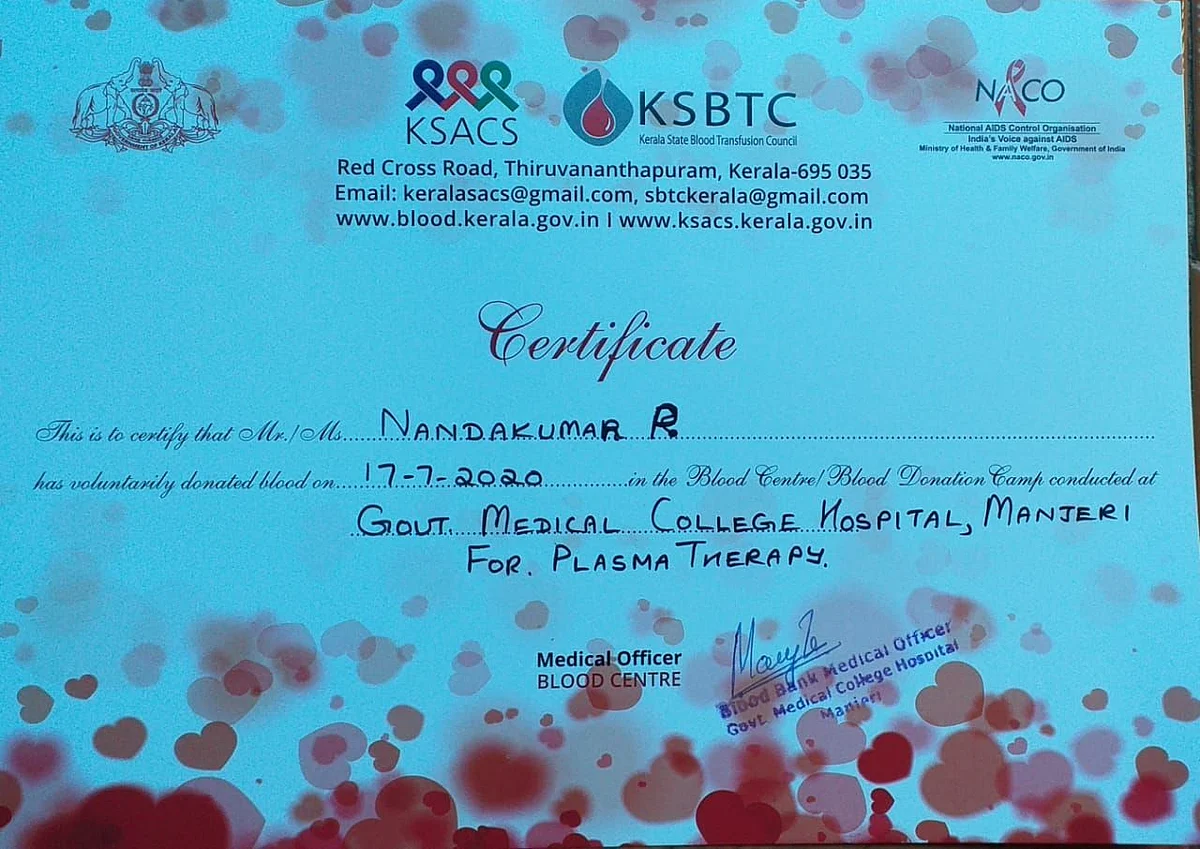 KSACS
KSBTC
Kerala State Blood Transfusion Council
NACO
National AIDS Control Organisation
India's Voice against AIDS
Ministry of Health & Family Welfare, Government of India
www.naco.gov.in
Red Cross Road, Thiruvananthapuram, Kerala-695 035
Email: keralasacs@gmail.com, sbtckerala@gmail.com
www.blood.kerala.gov.in I www.ksacs.kerala.gov.in
Certificate
This is to certify that Mr./Ms. NANDAKUMAR R
has voluntarily donated blood on 17-7-2020 in the Blood Centre/Blood Donation Camp conducted at
GOVT. MEDICAL COLLEGE HOSPITAL, MANJERI
FOR. PLASMA THERAPY.
Medical Officer
BLOOD CENTRE
Blood Bank Medical Officer
Govt. Medical College Hospital
Manjeri